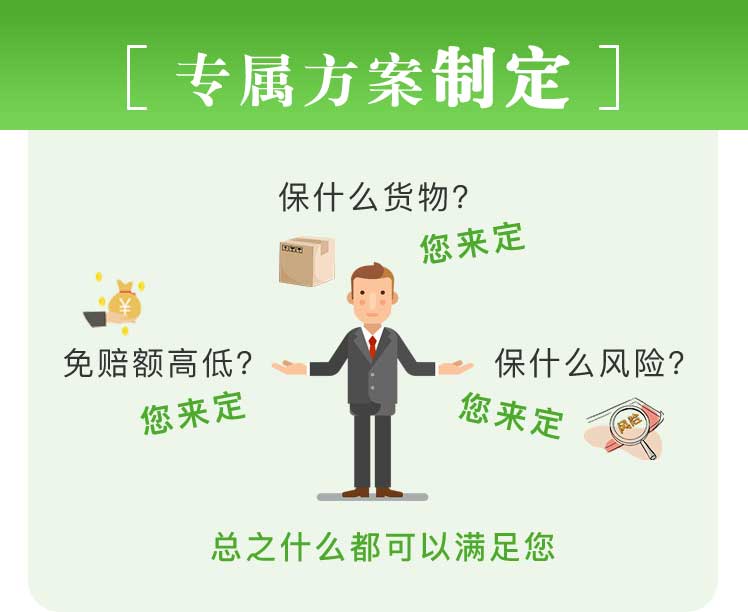 [ 专属方案制定 ]
保什么货物？
您来定
¥
免赔额高低？
您来定
保什么风险？
您来定
风险
总之什么都可以满足您